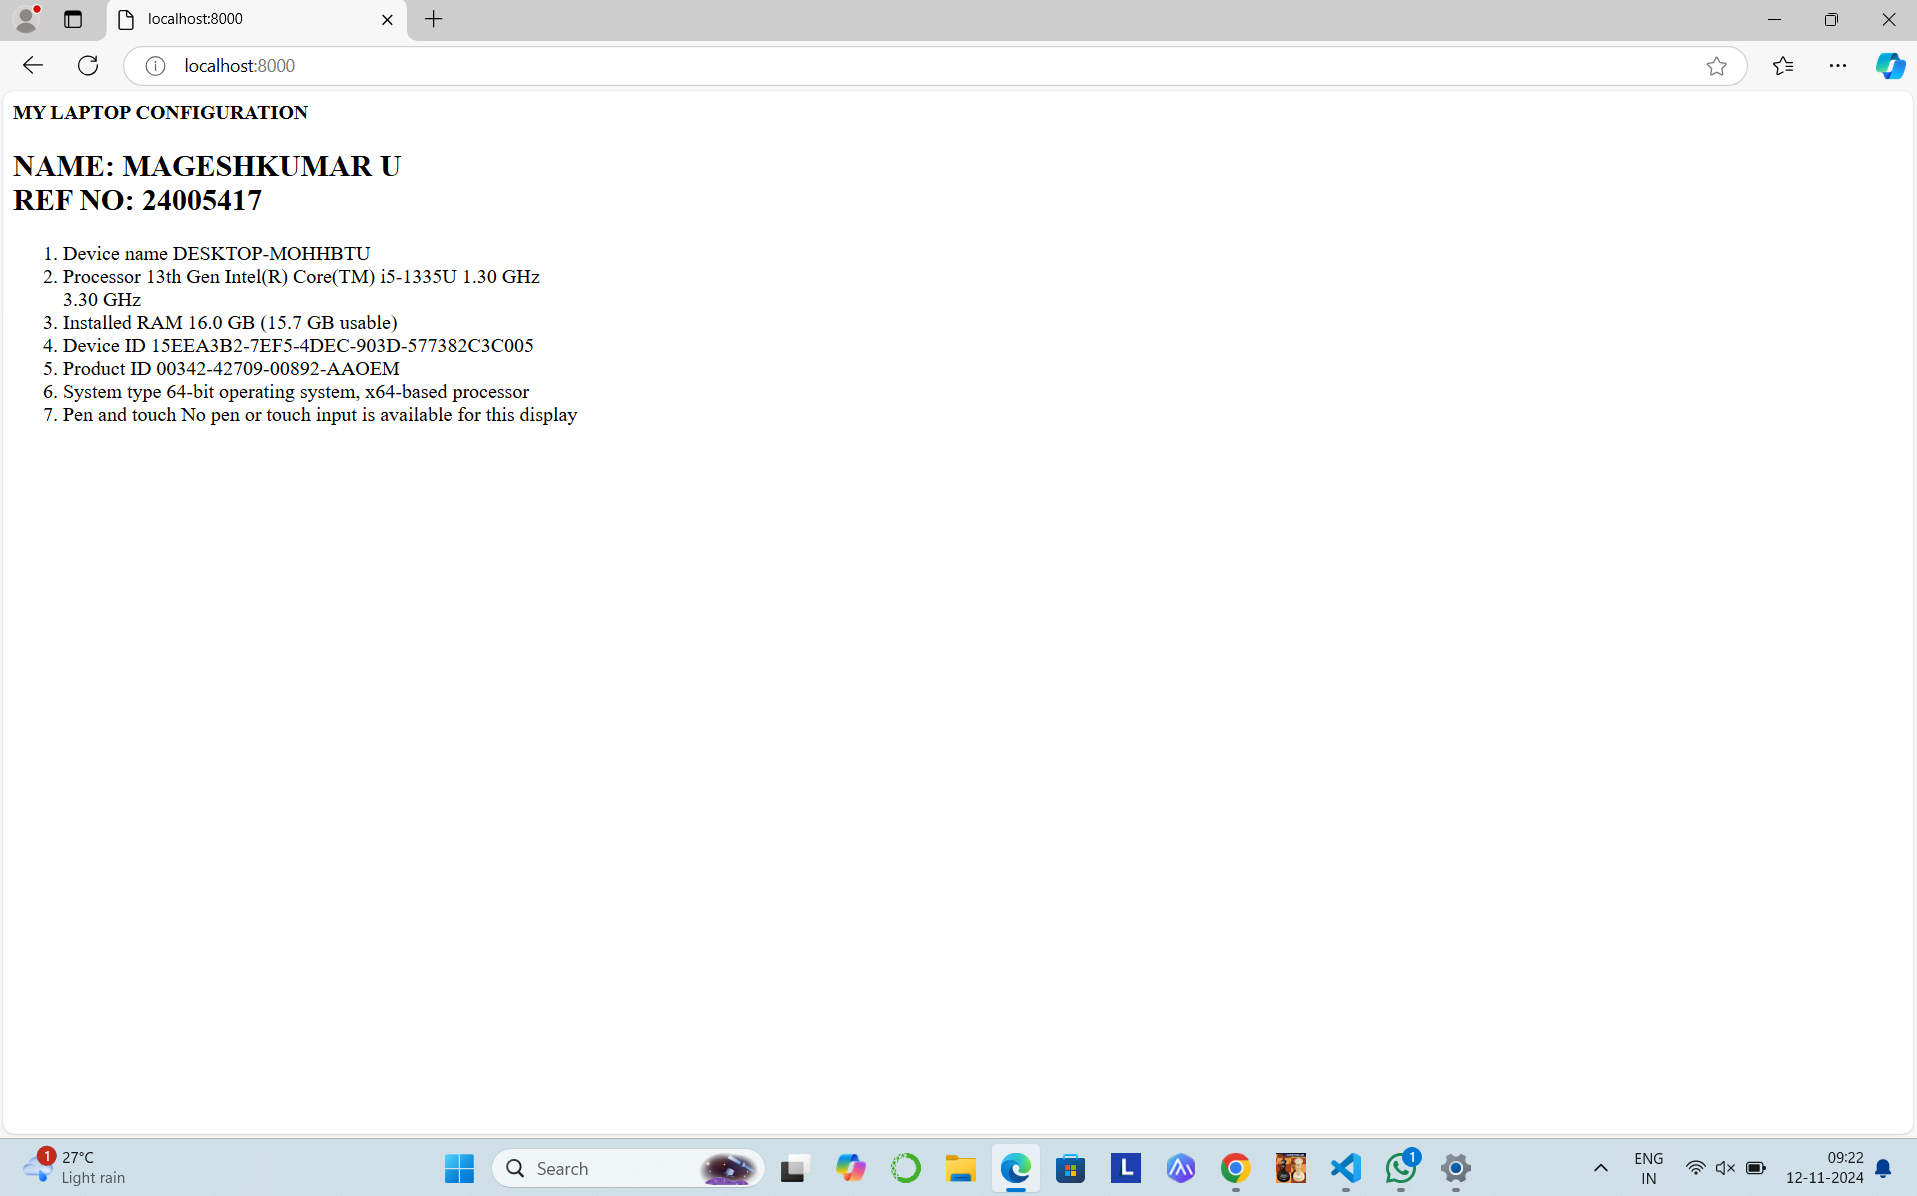 localhost:8000
localhost:8000
MY LAPTOP CONFIGURATION
NAME: MAGESHKUMAR U
REF NO: 24005417
1. Device name DESKTOP-MOHHBTU
2. Processor 13th Gen Intel(R) Core(TM) i5-1335U 1.30 GHz
3.30 GHz
3. Installed RAM 16.0 GB (15.7 GB usable)
4. Device ID 15EEA3B2-7EF5-4DEC-903D-577382C3C005
5. Product ID 00342-42709-00892-AAOEM
6. System type 64-bit operating system, x64-based processor
7. Pen and touch No pen or touch input is available for this display
1
27°C
Light rain
Search
L
1
ENG
IN
09:22
12-11-2024